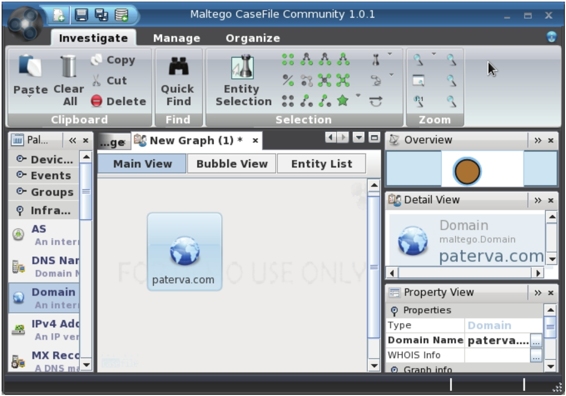 Maltego CaseFile Community 1.0.1
Investigate Manage Organize
Paste Clear All Copy Cut Delete
Quick Find
Entity Selection
Clipboard Find Selection Zoom
Pal...
...ge
New Graph (1) *
Overview
Main View Bubble View Entity List
Devic...
Events
Groups
Infra...
AS
An inter
DNS Nar
Domain N
Domain
An inter
IPv4 Add
An IP ver
MX Reco
A DNS m
paterva.com
USE ONLY
Detail View
Domain
maltego.Domain
paterva.com
Property View
Properties
Type Domain
Domain Name paterva....
WHOIS Info
Graph info